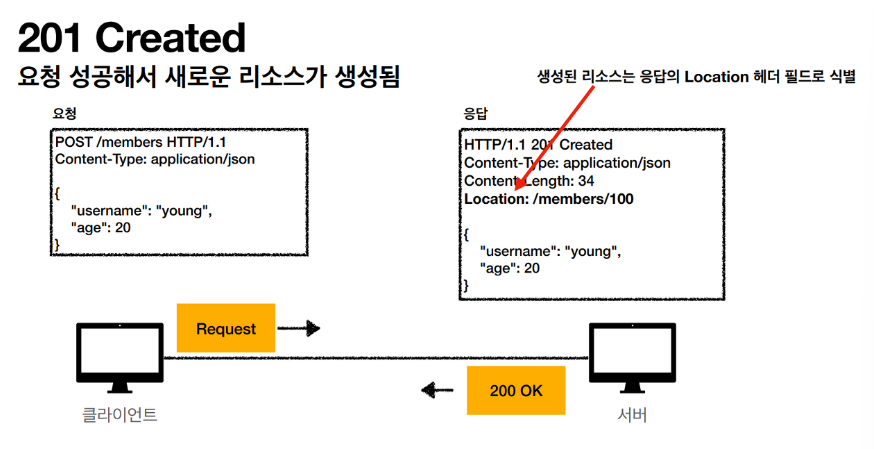 201 Created
요청 성공해서 새로운 리소스가 생성됨
생성된 리소스는 응답의 Location 헤더 필드로 식별
요청
POST /members HTTP/1.1
Content-Type: application/json
{
"username": "young",
"age": 20
}
응답
HTTP/1.1 201 Created
Content-Type: application/json
Content-Length: 34
Location: /members/100
{
"username": "young",
"age": 20
}
Request
200 OK
클라이언트
서버